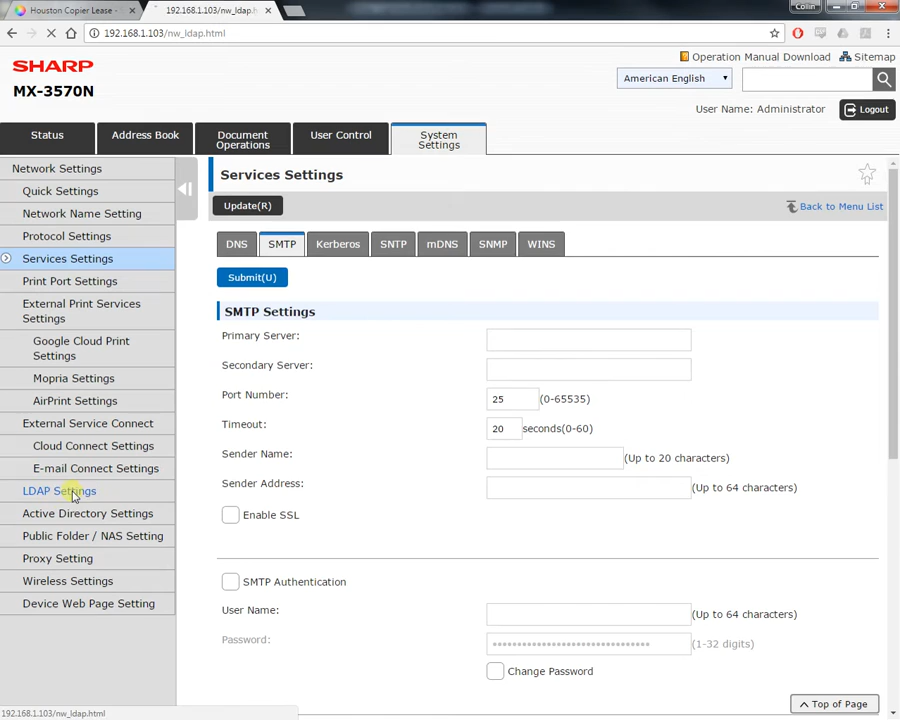 Houston Copier Lease -
192.168.1.103/nw_ldap.h
Collin
192.168.1.103/nw_ldap.html
Operation Manual Download
Sitemap
SHARP
MX-3570N
American English
User Name: Administrator
Logout
Status
Address Book
Document
Operations
User Control
System
Settings
Network Settings
Quick Settings
Network Name Setting
Protocol Settings
Services Settings
Print Port Settings
External Print Services
Settings
Google Cloud Print
Settings
Mopria Settings
AirPrint Settings
External Service Connect
Cloud Connect Settings
E-mail Connect Settings
LDAP Settings
Active Directory Settings
Public Folder / NAS Setting
Proxy Setting
Wireless Settings
Device Web Page Setting
Services Settings
Update(R)
Back to Menu List
DNS
SMTP
Kerberos
SNTP
mDNS
SNMP
WINS
Submit(U)
SMTP Settings
Primary Server:
Secondary Server:
Port Number: 25 (0-65535)
Timeout: 20 seconds(0-60)
Sender Name: (Up to 20 characters)
Sender Address: (Up to 64 characters)
Enable SSL
SMTP Authentication
User Name: (Up to 64 characters)
Password: (1-32 digits)
Change Password
Top of Page
192.168.1.103/nw_ldap.html